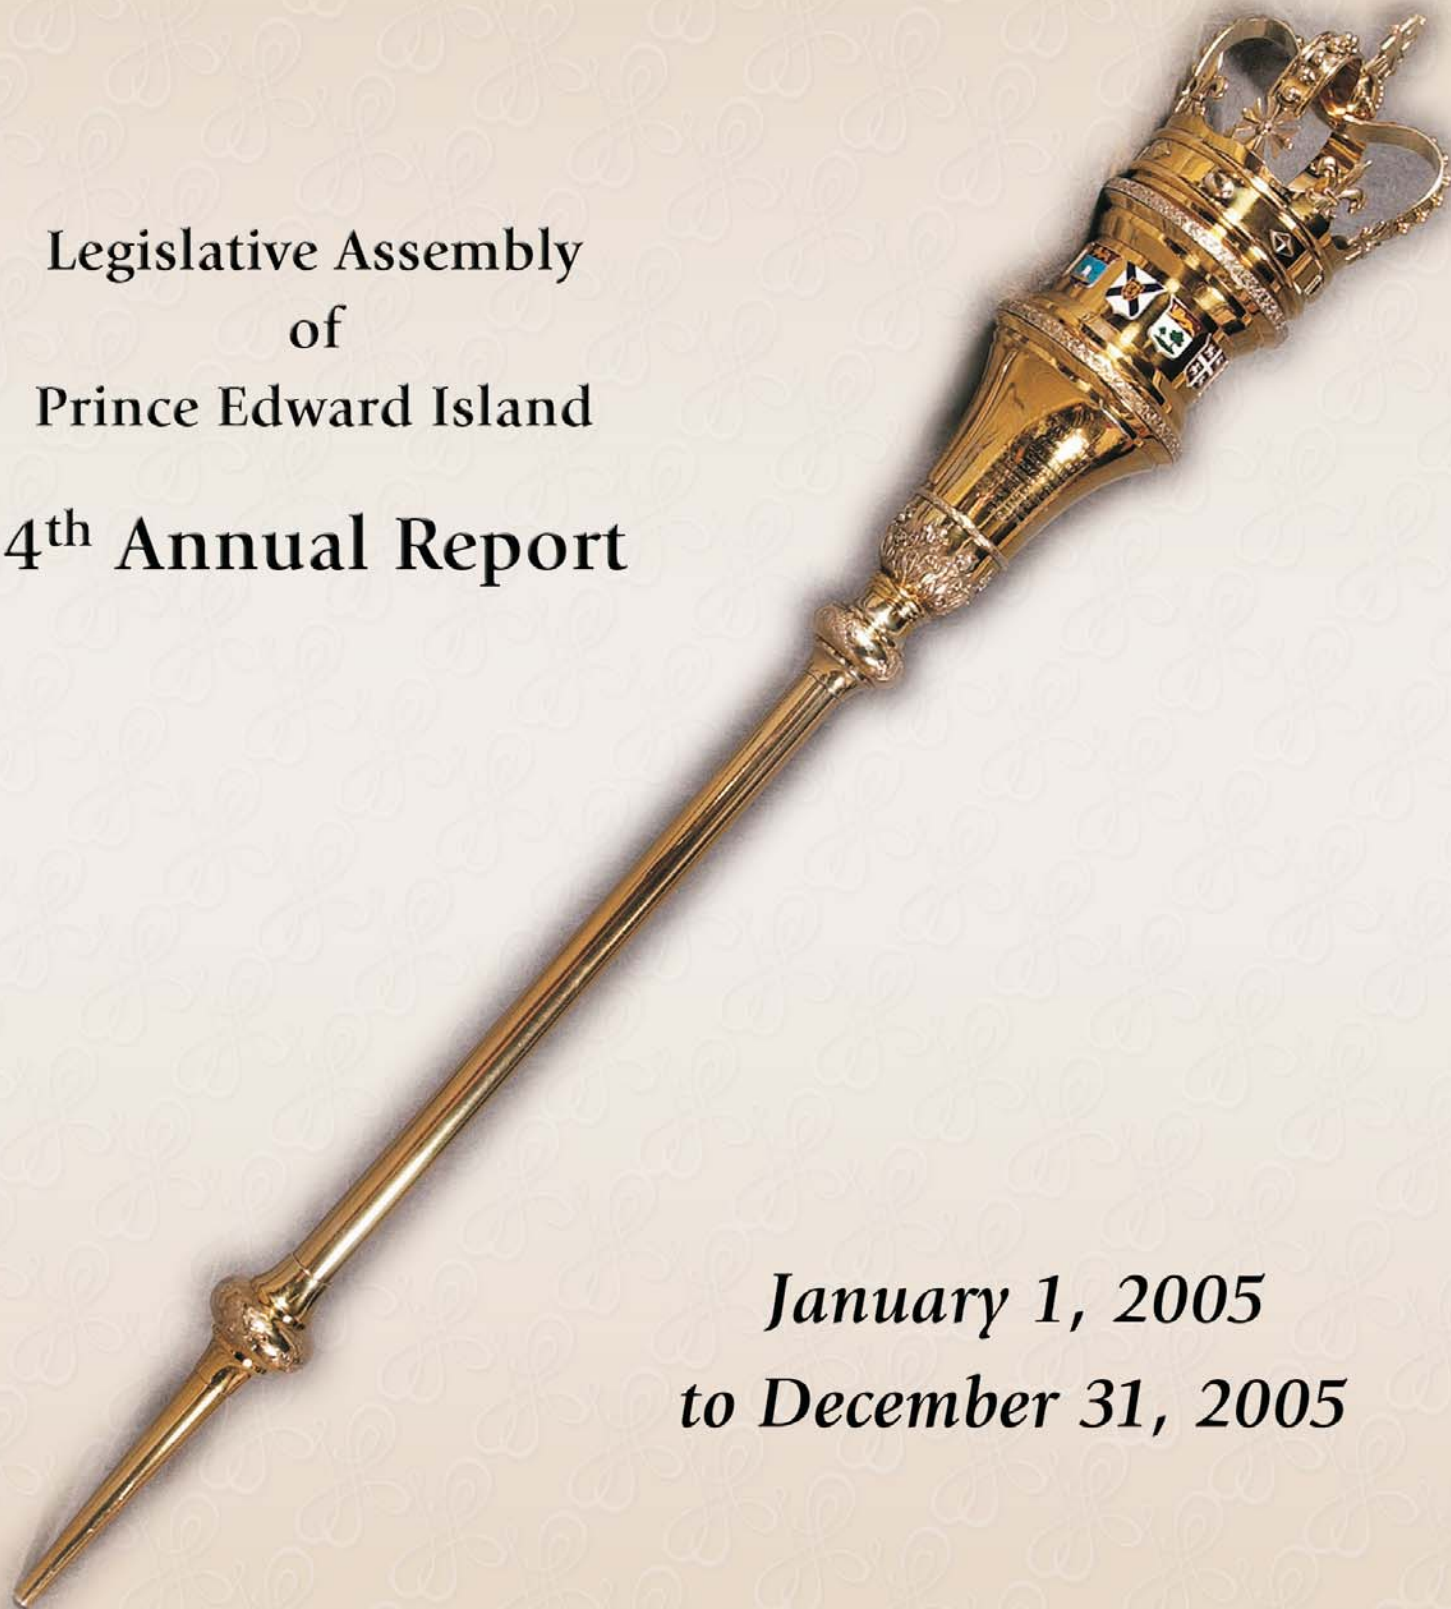 Legislative Assembly
of
Prince Edward Island
4th Annual Report
January 1, 2005
to December 31, 2005